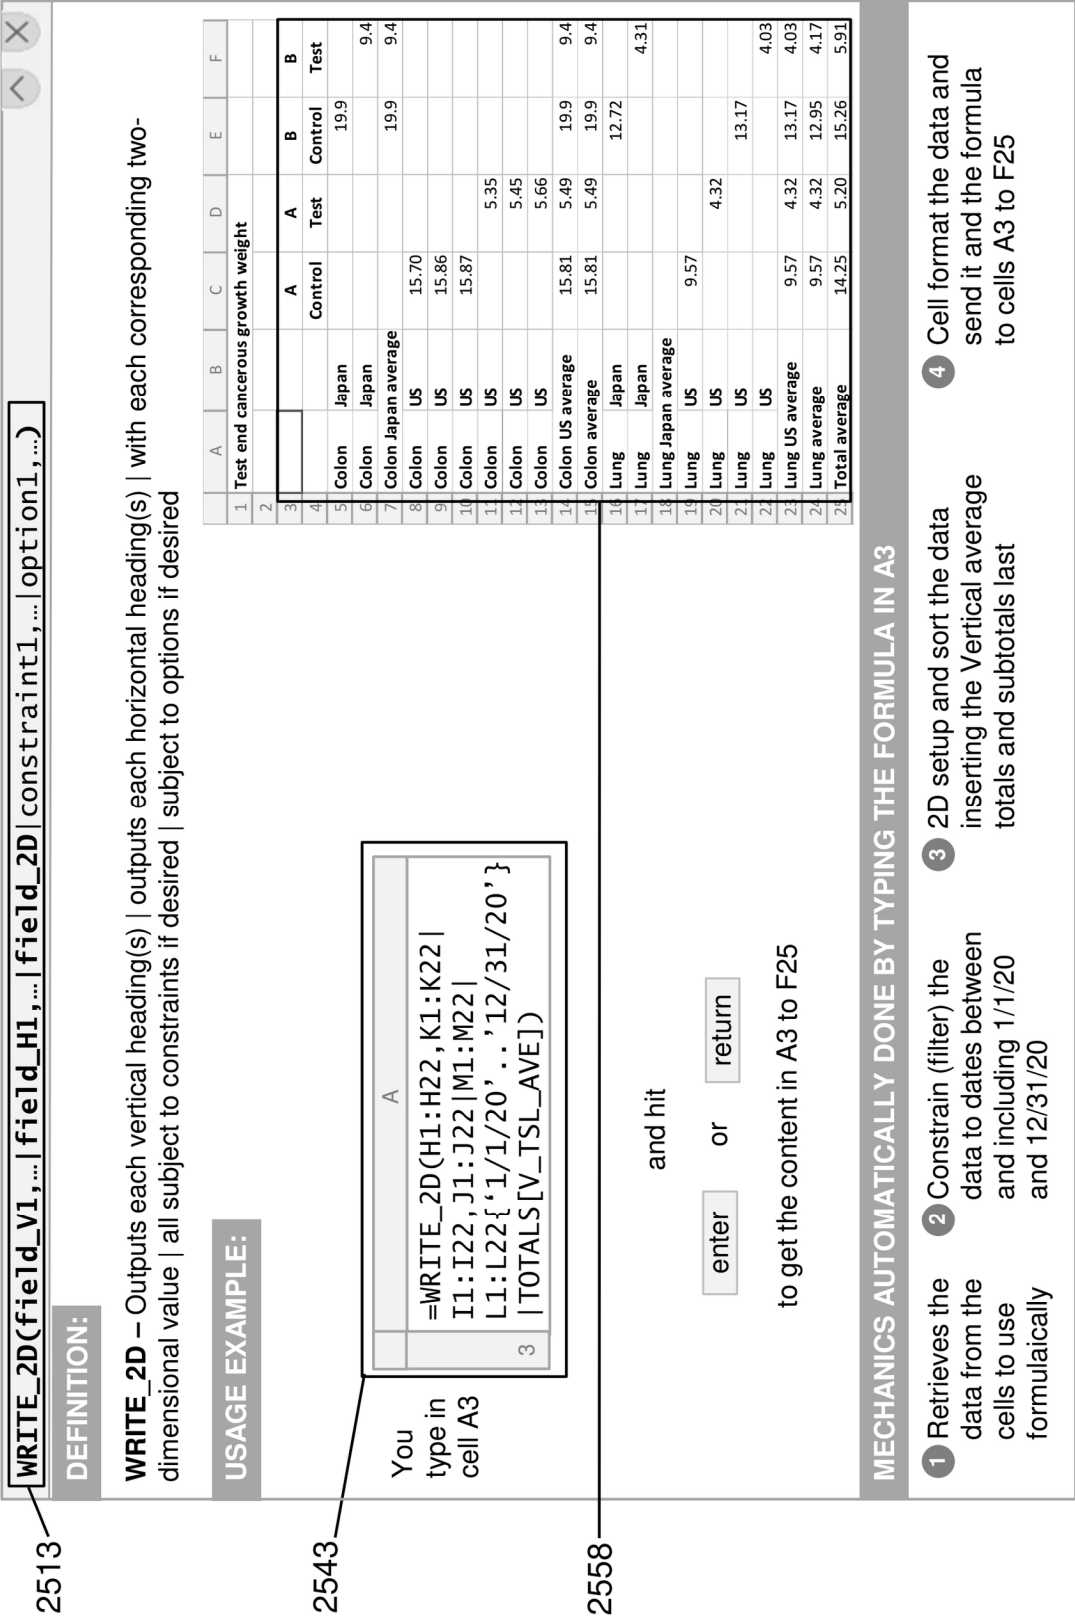 WRITE_2D(field_V1,…|field_H1,…|field_2D|constraint1,…|option1,…)
2513
DEFINITION:
WRITE_2D – Outputs each vertical heading(s) | outputs each horizontal heading(s) | with each corresponding two-
dimensional value | all subject to constraints if desired | subject to options if desired
USAGE EXAMPLE:
2543
You
type in
cell A3
A
3
=WRITE_2D(H1:H22,K1:K22|
I1:I22,J1:J22|M1:M22|
L1:L22{‘1/1/20’..’12/31/20’}
|TOTALS[V_TSL_AVE])
and hit
enter or return
to get the content in A3 to F25
2558
A B C D E F
1 Test end cancerous growth weight
2
3 A A B B
4 Control Test Control Test
5 Colon Japan 19.9
6 Colon Japan 9.4
7 Colon Japan average 19.9 9.4
8 Colon US 15.70
9 Colon US 15.86
10 Colon US 15.87
11 Colon US 5.35
12 Colon US 5.45
13 Colon US 5.66
14 Colon US average 15.81 5.49 19.9 9.4
15 Colon average 15.81 5.49 19.9 9.4
16 Lung Japan 12.72
17 Lung Japan 4.31
18 Lung Japan average
19 Lung US 9.57
20 Lung US 4.32
21 Lung US 13.17
22 Lung US 4.03
23 Lung US average 9.57 4.32 13.17 4.03
24 Lung average 9.57 4.32 12.95 4.17
25 Total average 14.25 5.20 15.26 5.91
MECHANICS AUTOMATICALLY DONE BY TYPING THE FORMULA IN A3
1 Retrieves the
data from the
cells to use
formulaically
2 Constrain (filter) the
data to dates between
and including 1/1/20
and 12/31/20
3 2D setup and sort the data
inserting the Vertical average
totals and subtotals last
4 Cell format the data and
send it and the formula
to cells A3 to F25